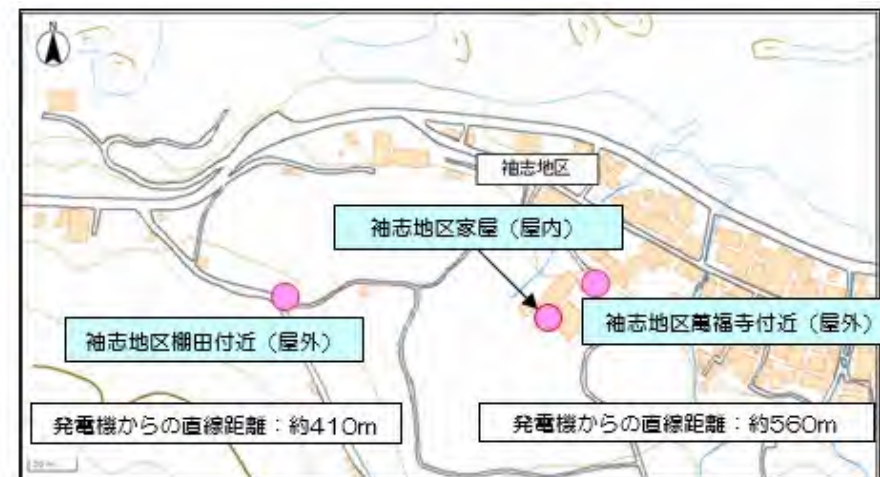 N
袖志地区
袖志地区家屋（屋内）
袖志地区萬福寺付近（屋外）
袖志地区棚田付近（屋外）
発電機からの直線距離：約410m
発電機からの直線距離：約560m